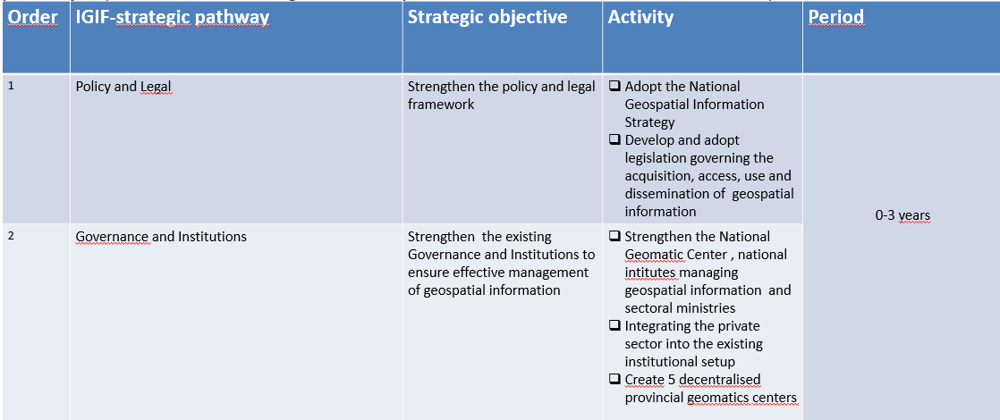 Order IGIF-strategic pathway Strategic objective Activity Period
1 Policy and Legal
Strengthen the policy and legal
framework
❑ Adopt the National
Geospatial Information
Strategy
❑ Develop and adopt
legislation governing the
acquisition, access, use and
dissemination of geospatial
information
0-3 years
2 Governance and Institutions
Strengthen the existing
Governance and Institutions to
ensure effective management
of geospatial information
❑ Strengthen the National
Geomatic Center , national
intitutes managing
geospatial information and
sectoral ministries
❑ Integrating the private
sector into the existing
institutional setup
❑ Create 5 decentralised
provincial geomatics centers